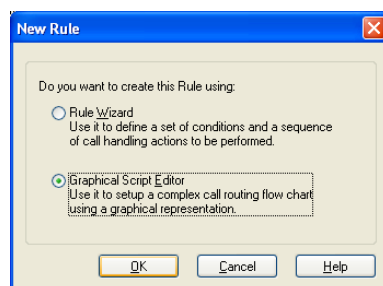 New Rule
Do you want to create this Rule using:
Rule Wizard
Use it to define a set of conditions and a sequence
of call handling actions to be performed.
Graphical Script Editor
Use it to setup a complex call routing flow chart
using a graphical representation.
OK Cancel Help